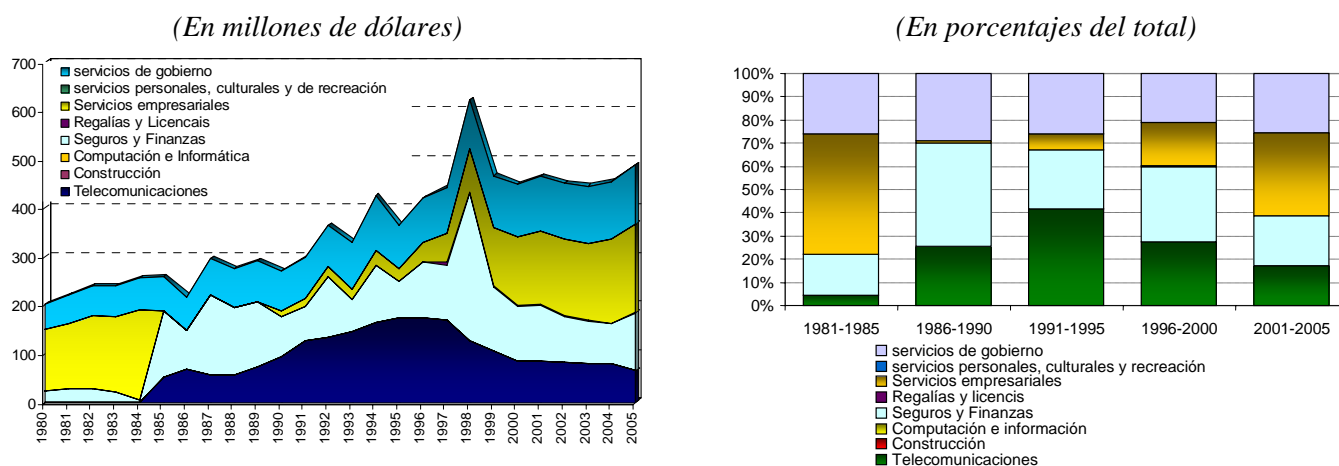 (En millones de dólares)
700
600
500
400
300
200
100
0
servicios de gobierno
servicios personales, culturales y de recreación
Servicios empresariales
Regalías y Licencais
Seguros y Finanzas
Computación e Informática
Construcción
Telecomunicaciones
1980 1981 1982 1983 1984 1985 1986 1987 1988 1989 1990 1991 1992 1993 1994 1995 1996 1997 1998 1999 2000 2001 2002 2003 2004 2005
(En porcentajes del total)
100%
90%
80%
70%
60%
50%
40%
30%
20%
10%
0%
1981-1985 1986-1990 1991-1995 1996-2000 2001-2005
servicios de gobierno
servicios personales, culturales y recreación
Servicios empresariales
Regalías y licencis
Seguros y Finanzas
Computación e información
Construcción
Telecomunicaciones